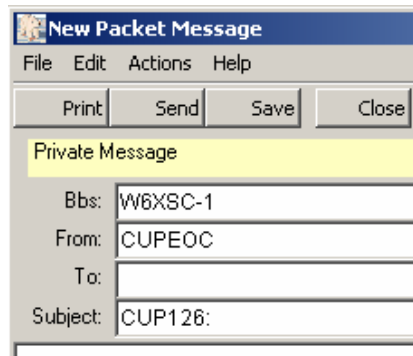 New Packet Message
File Edit Actions Help
Print Send Save Close
Private Message
Bbs: W6XSC-1
From: CUPEOC
To:
Subject: CUP126: